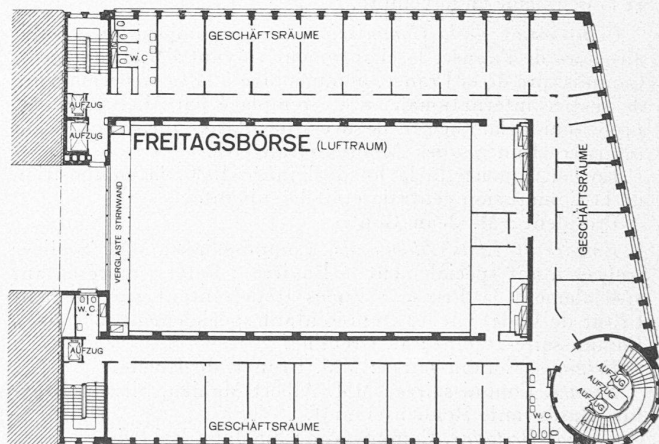 GESCHÄFTSRÄUME
W.C.
AUFZUG
AUFZUG
FREITAGSBÖRSE (LUFTRAUM)
VERGLASTE STIRNWAND
GESCHÄFTSRÄUME
W.C.
AUFZUG
AUFZUG
AUFZUG
AUFZUG
W.C.
GESCHÄFTSRÄUME